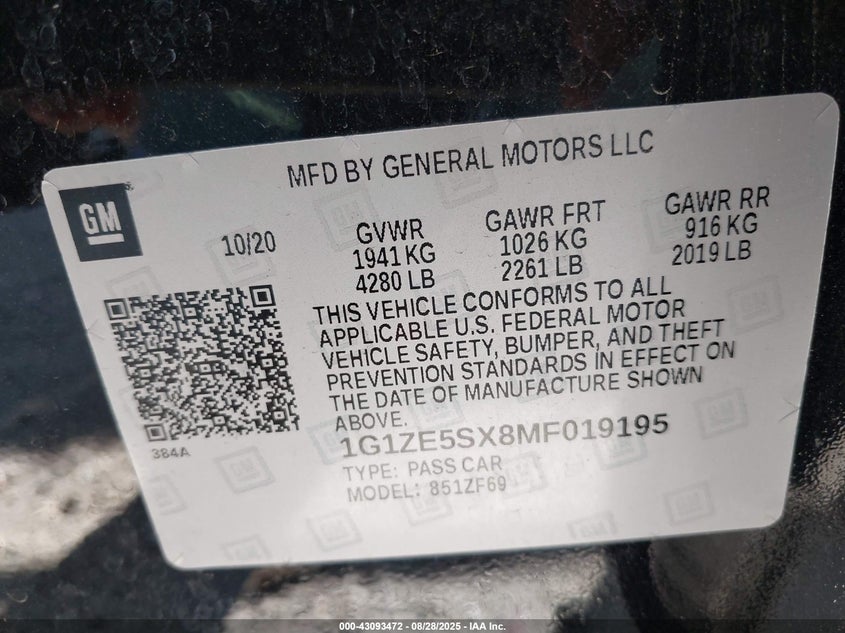 MFD BY GENERAL MOTORS LLC
GM
10/20
GVWR
1941 KG
4280 LB
GAWR FRT
1026 KG
2261 LB
GAWR RR
916 KG
2019 LB
THIS VEHICLE CONFORMS TO ALL
APPLICABLE U.S. FEDERAL MOTOR
VEHICLE SAFETY, BUMPER, AND THEFT
PREVENTION STANDARDS IN EFFECT ON
THE DATE OF MANUFACTURE SHOWN
ABOVE.
384A
1G1ZE5SX8MF019195
TYPE: PASS CAR
MODEL: 851ZF69
000-43093472 - 08/28/2025 - IAA Inc.